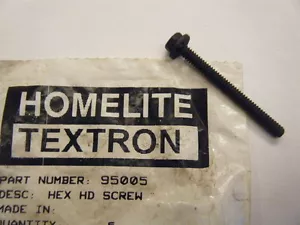 HOMELITE
TEXTRON
PART NUMBER: 95005
DESC: HEX HD SCREW
MADE IN: